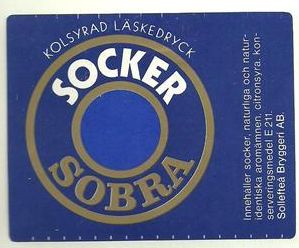 KOLSYRAD LÄSKEDRYCK
SOCKER
SOBRA
Innehåller socker, naturliga och natur-
identiska aromämnen, citronsyra, kon-
serveringsmedel E 211.
Sollefteå Bryggeri AB.